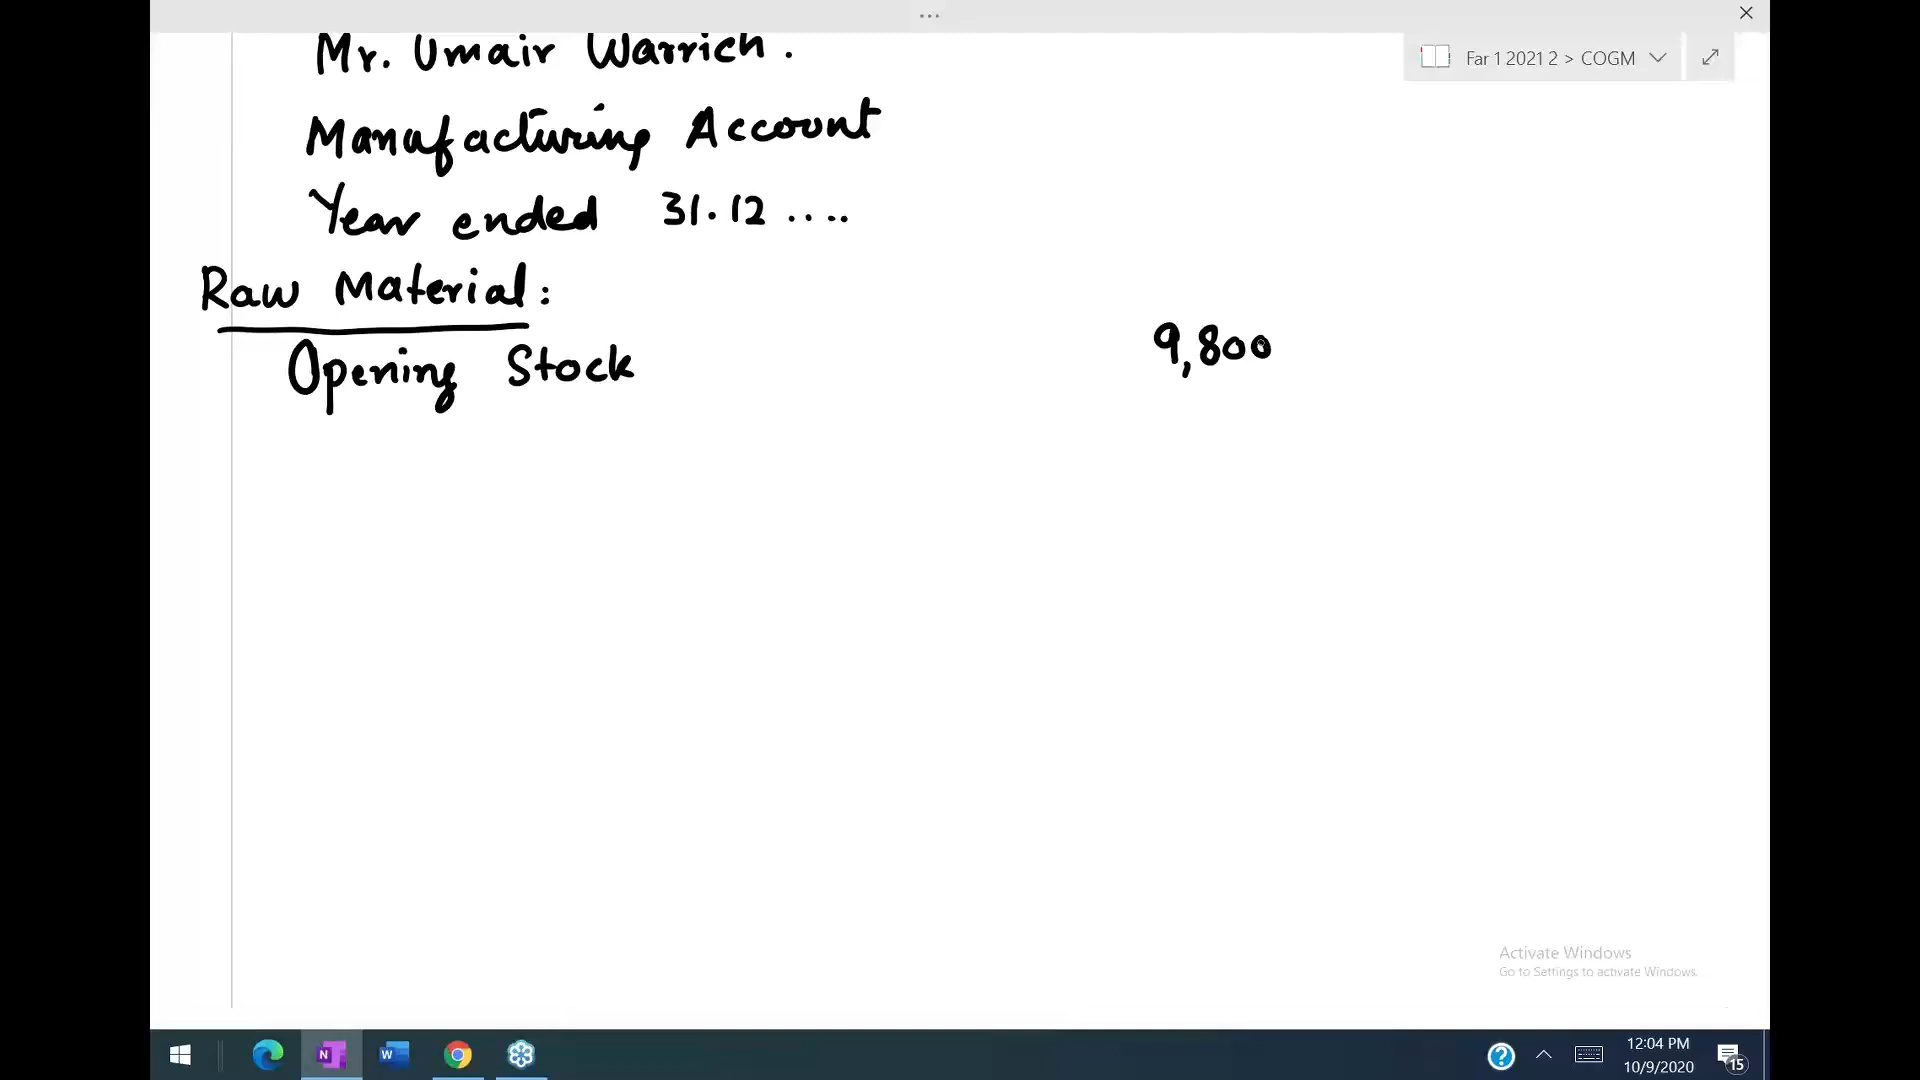 ...
Mr. Umair Warrich.
Far 1 2021 2 > COGM
Manufacturing Account
Year ended 31.12 ....
Raw Material:
Opening Stock 9,800
Activate Windows
Go to Settings to activate Windows.
12:04 PM
10/9/2020
15